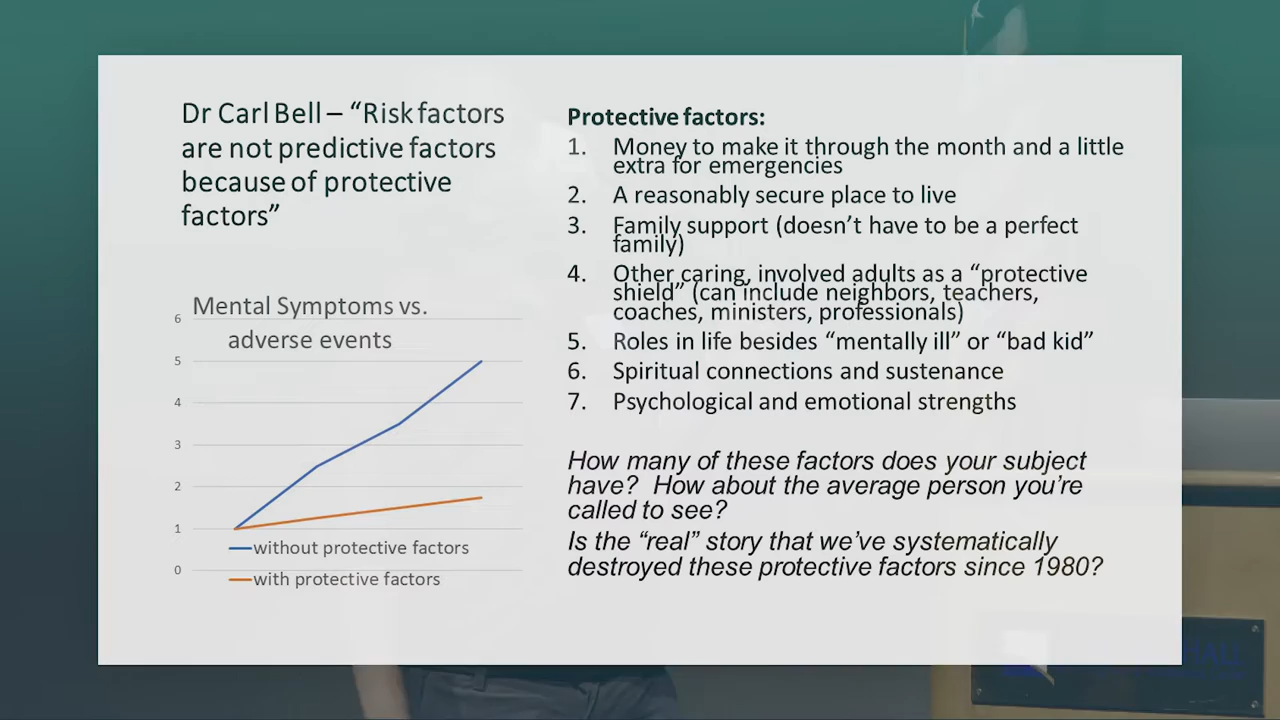 Dr Carl Bell – “Risk factors
are not predictive factors
because of protective
factors”
Mental Symptoms vs.
adverse events
6
5
4
3
2
1
0
without protective factors
with protective factors
Protective factors:
1. Money to make it through the month and a little
extra for emergencies
2. A reasonably secure place to live
3. Family support (doesn’t have to be a perfect
family)
4. Other caring, involved adults as a “protective
shield” (can include neighbors, teachers,
coaches, ministers, professionals)
5. Roles in life besides “mentally ill” or “bad kid”
6. Spiritual connections and sustenance
7. Psychological and emotional strengths
How many of these factors does your subject
have? How about the average person you’re
called to see?
Is the “real” story that we’ve systematically
destroyed these protective factors since 1980?